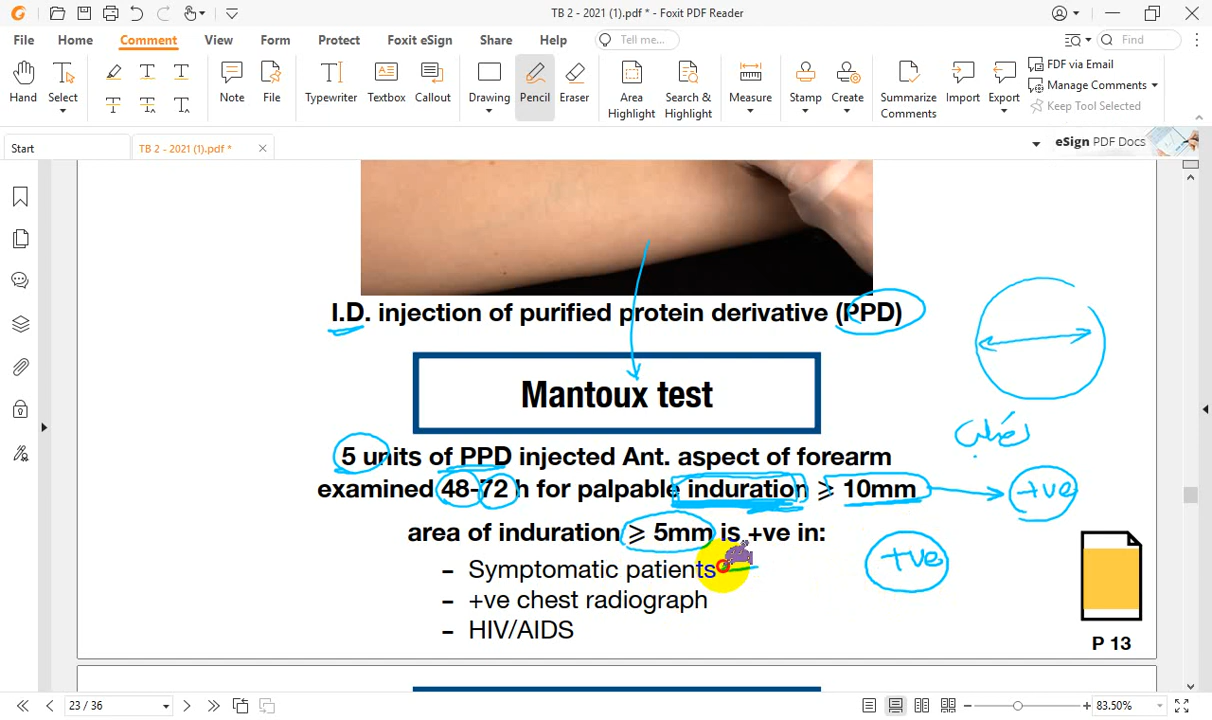 TB 2 - 2021 (1).pdf * - Foxit PDF Reader
File Home Comment View Form Protect Foxit eSign Share Help Tell me... Find
Hand Select Note File Typewriter Textbox Callout Drawing Pencil Eraser Area Highlight Search & Highlight Measure Stamp Create Summarize Comments Import Export
PDF via Email
Manage Comments
Keep Tool Selected
Start TB 2 - 2021 (1).pdf * eSign PDF Docs
I.D. injection of purified protein derivative (PPD)
Mantoux test
5 units of PPD injected Ant. aspect of forearm
examined 48-72 h for palpable induration ⩾ 10mm +ve
area of induration ⩾ 5mm is +ve in:
+ve
– Symptomatic patients
– +ve chest radiograph
– HIV/AIDS
P 13
23 / 36 83.50%